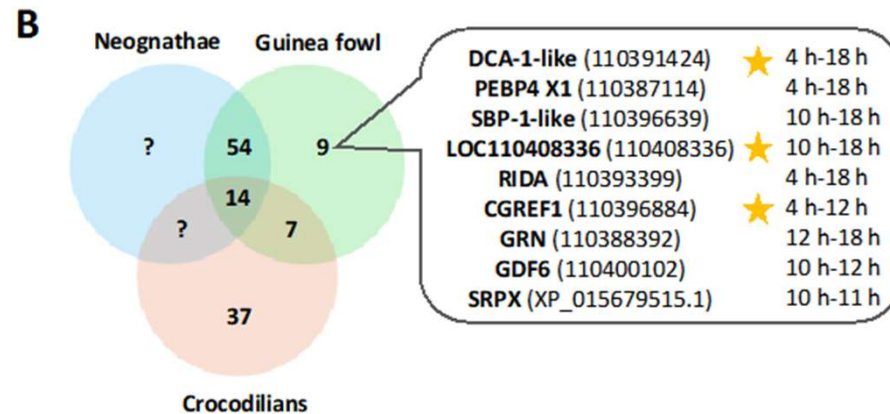 B
Neognathae
Guinea fowl
?
54
9
14
?
7
37
Crocodilians
DCA-1-like (110391424) 4 h-18 h
PEBP4 X1 (110387114) 4 h-18 h
SBP-1-like (110396639) 10 h-18 h
LOC110408336 (110408336) 10 h-18 h
RIDA (110393399) 4 h-18 h
CGREF1 (110396884) 4 h-12 h
GRN (110388392) 12 h-18 h
GDF6 (110400102) 10 h-12 h
SRPX (XP_015679515.1) 10 h-11 h